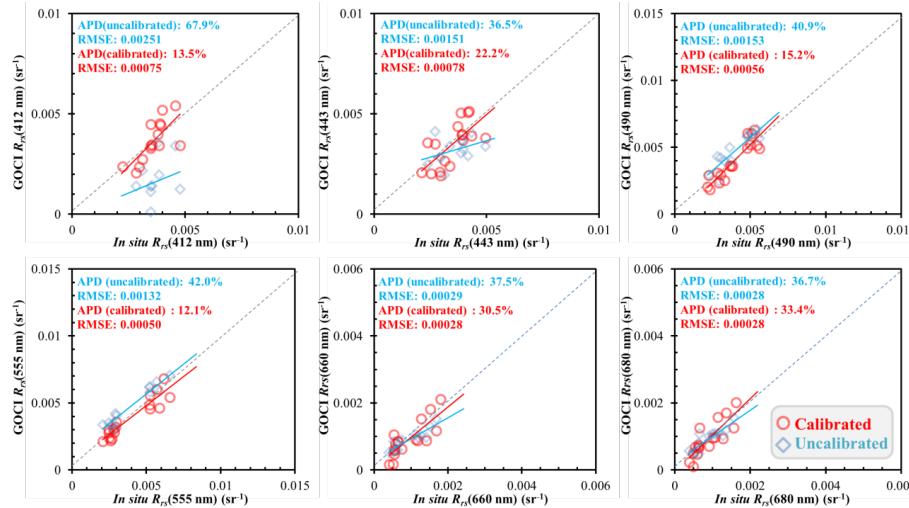 APD(uncalibrated): 67.9%
RMSE: 0.00251
APD(calibrated): 13.5%
RMSE: 0.00075
GOCI Rrs(412 nm) (sr-1)
0.01
0.005
0
0
0.005
0.01
In situ Rrs(412 nm) (sr-1)
APD(uncalibrated): 36.5%
RMSE: 0.00151
APD(calibrated): 22.2%
RMSE: 0.00078
GOCI Rrs(443 nm) (sr-1)
0.01
0.005
0
0
0.005
0.01
In situ Rrs(443 nm) (sr-1)
APD(uncalibrated): 40.9%
RMSE: 0.00153
APD (calibrated): 15.2%
RMSE: 0.00056
GOCI Rrs(490 nm) (sr-1)
0.015
0.01
0.005
0
0
0.005
0.01
0.015
In situ Rrs(490 nm) (sr-1)
APD (uncalibrated): 42.0%
RMSE: 0.00132
APD (calibrated) : 12.1%
RMSE: 0.00050
GOCI Rrs(555 nm) (sr-1)
0.015
0.01
0.005
0
0
0.005
0.01
0.015
In situ Rrs(555 nm) (sr-1)
APD (uncalibrated): 37.5%
RMSE: 0.00029
APD (calibrated) : 30.5%
RMSE: 0.00028
GOCI Rrs(660 nm) (sr-1)
0.006
0.004
0.002
0
0
0.002
0.004
0.006
In situ Rrs(660 nm) (sr-1)
APD (uncalibrated): 36.7%
RMSE: 0.00028
APD (calibrated) : 33.4%
RMSE: 0.00028
GOCI Rrs(680 nm) (sr-1)
0.006
0.004
0.002
0
0
0.002
0.004
0.006
In situ Rrs(680 nm) (sr-1)
Calibrated
Uncalibrated